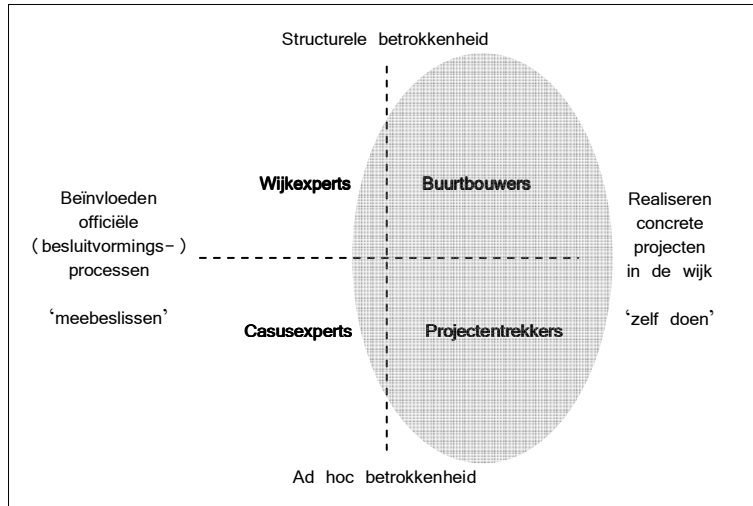 Structurele betrokkenheid
Wijkexperts
Buurtbouwers
Beïnvloeden
officiële
(besluitvormings-)
processen
'meebeslissen'
Realiseren
concrete
projecten
in de wijk
'zelf doen'
Casusexperts
Projectentrekkers
Ad hoc betrokkenheid